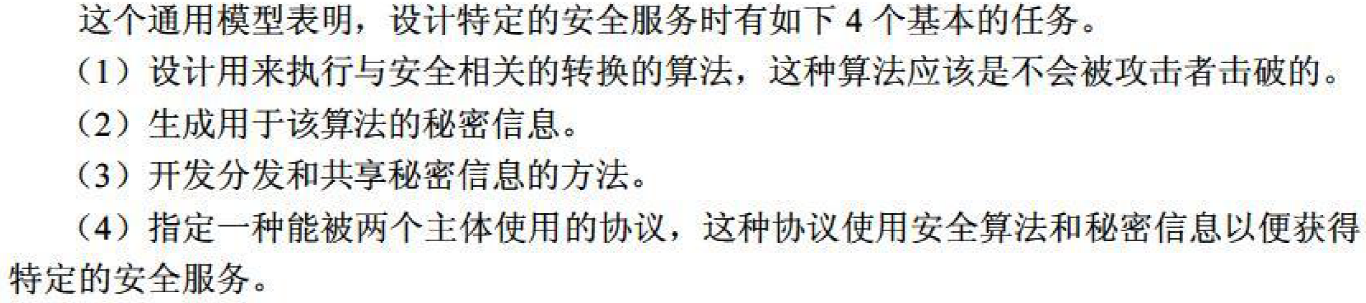 这个通用模型表明，设计特定的安全服务时有如下 4 个基本的任务。
（1）设计用来执行与安全相关的转换的算法，这种算法应该是不会被攻击者击破的。
（2）生成用于该算法的秘密信息。
（3）开发分发和共享秘密信息的方法。
（4）指定一种能被两个主体使用的协议，这种协议使用安全算法和秘密信息以便获得
特定的安全服务。